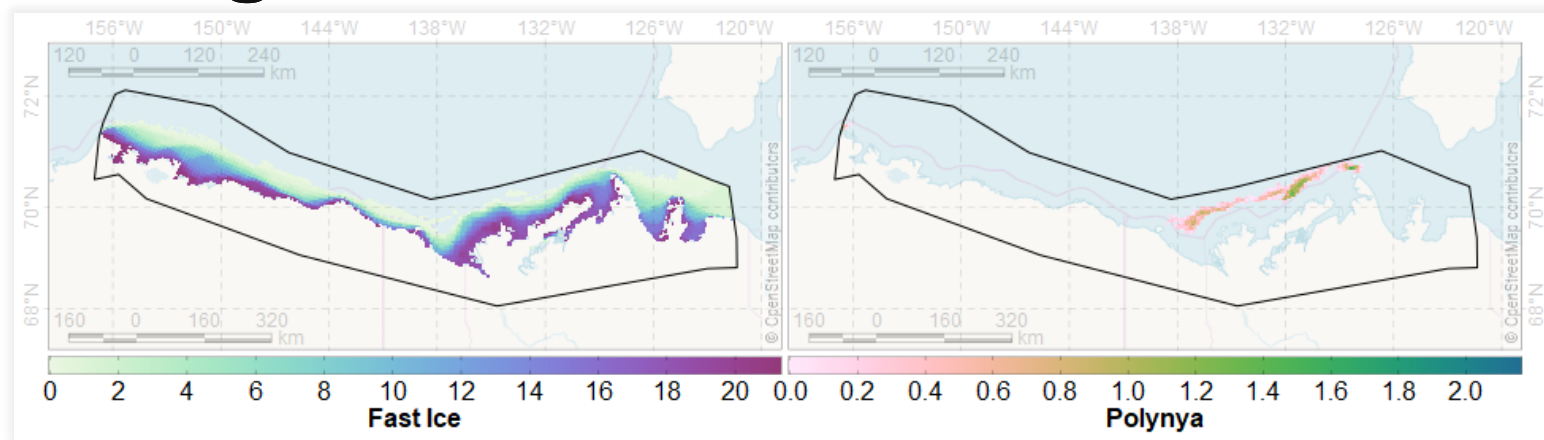 156°W 150°W 144°W 138°W 132°W 126°W 120°W 156°W 150°W 144°W 138°W 132°W 126°W 120°W
120 0 120 240 km 120 0 120 240 km
72°N 72°N
70°N 70°N
68°N 68°N
© OpenStreetMap contributors © OpenStreetMap contributors
160 0 160 320 km 160 0 160 320 km
0 2 4 6 8 10 12 14 16 18 20 0.0 0.2 0.4 0.6 0.8 1.0 1.2 1.4 1.6 1.8 2.0
Fast Ice Polynya